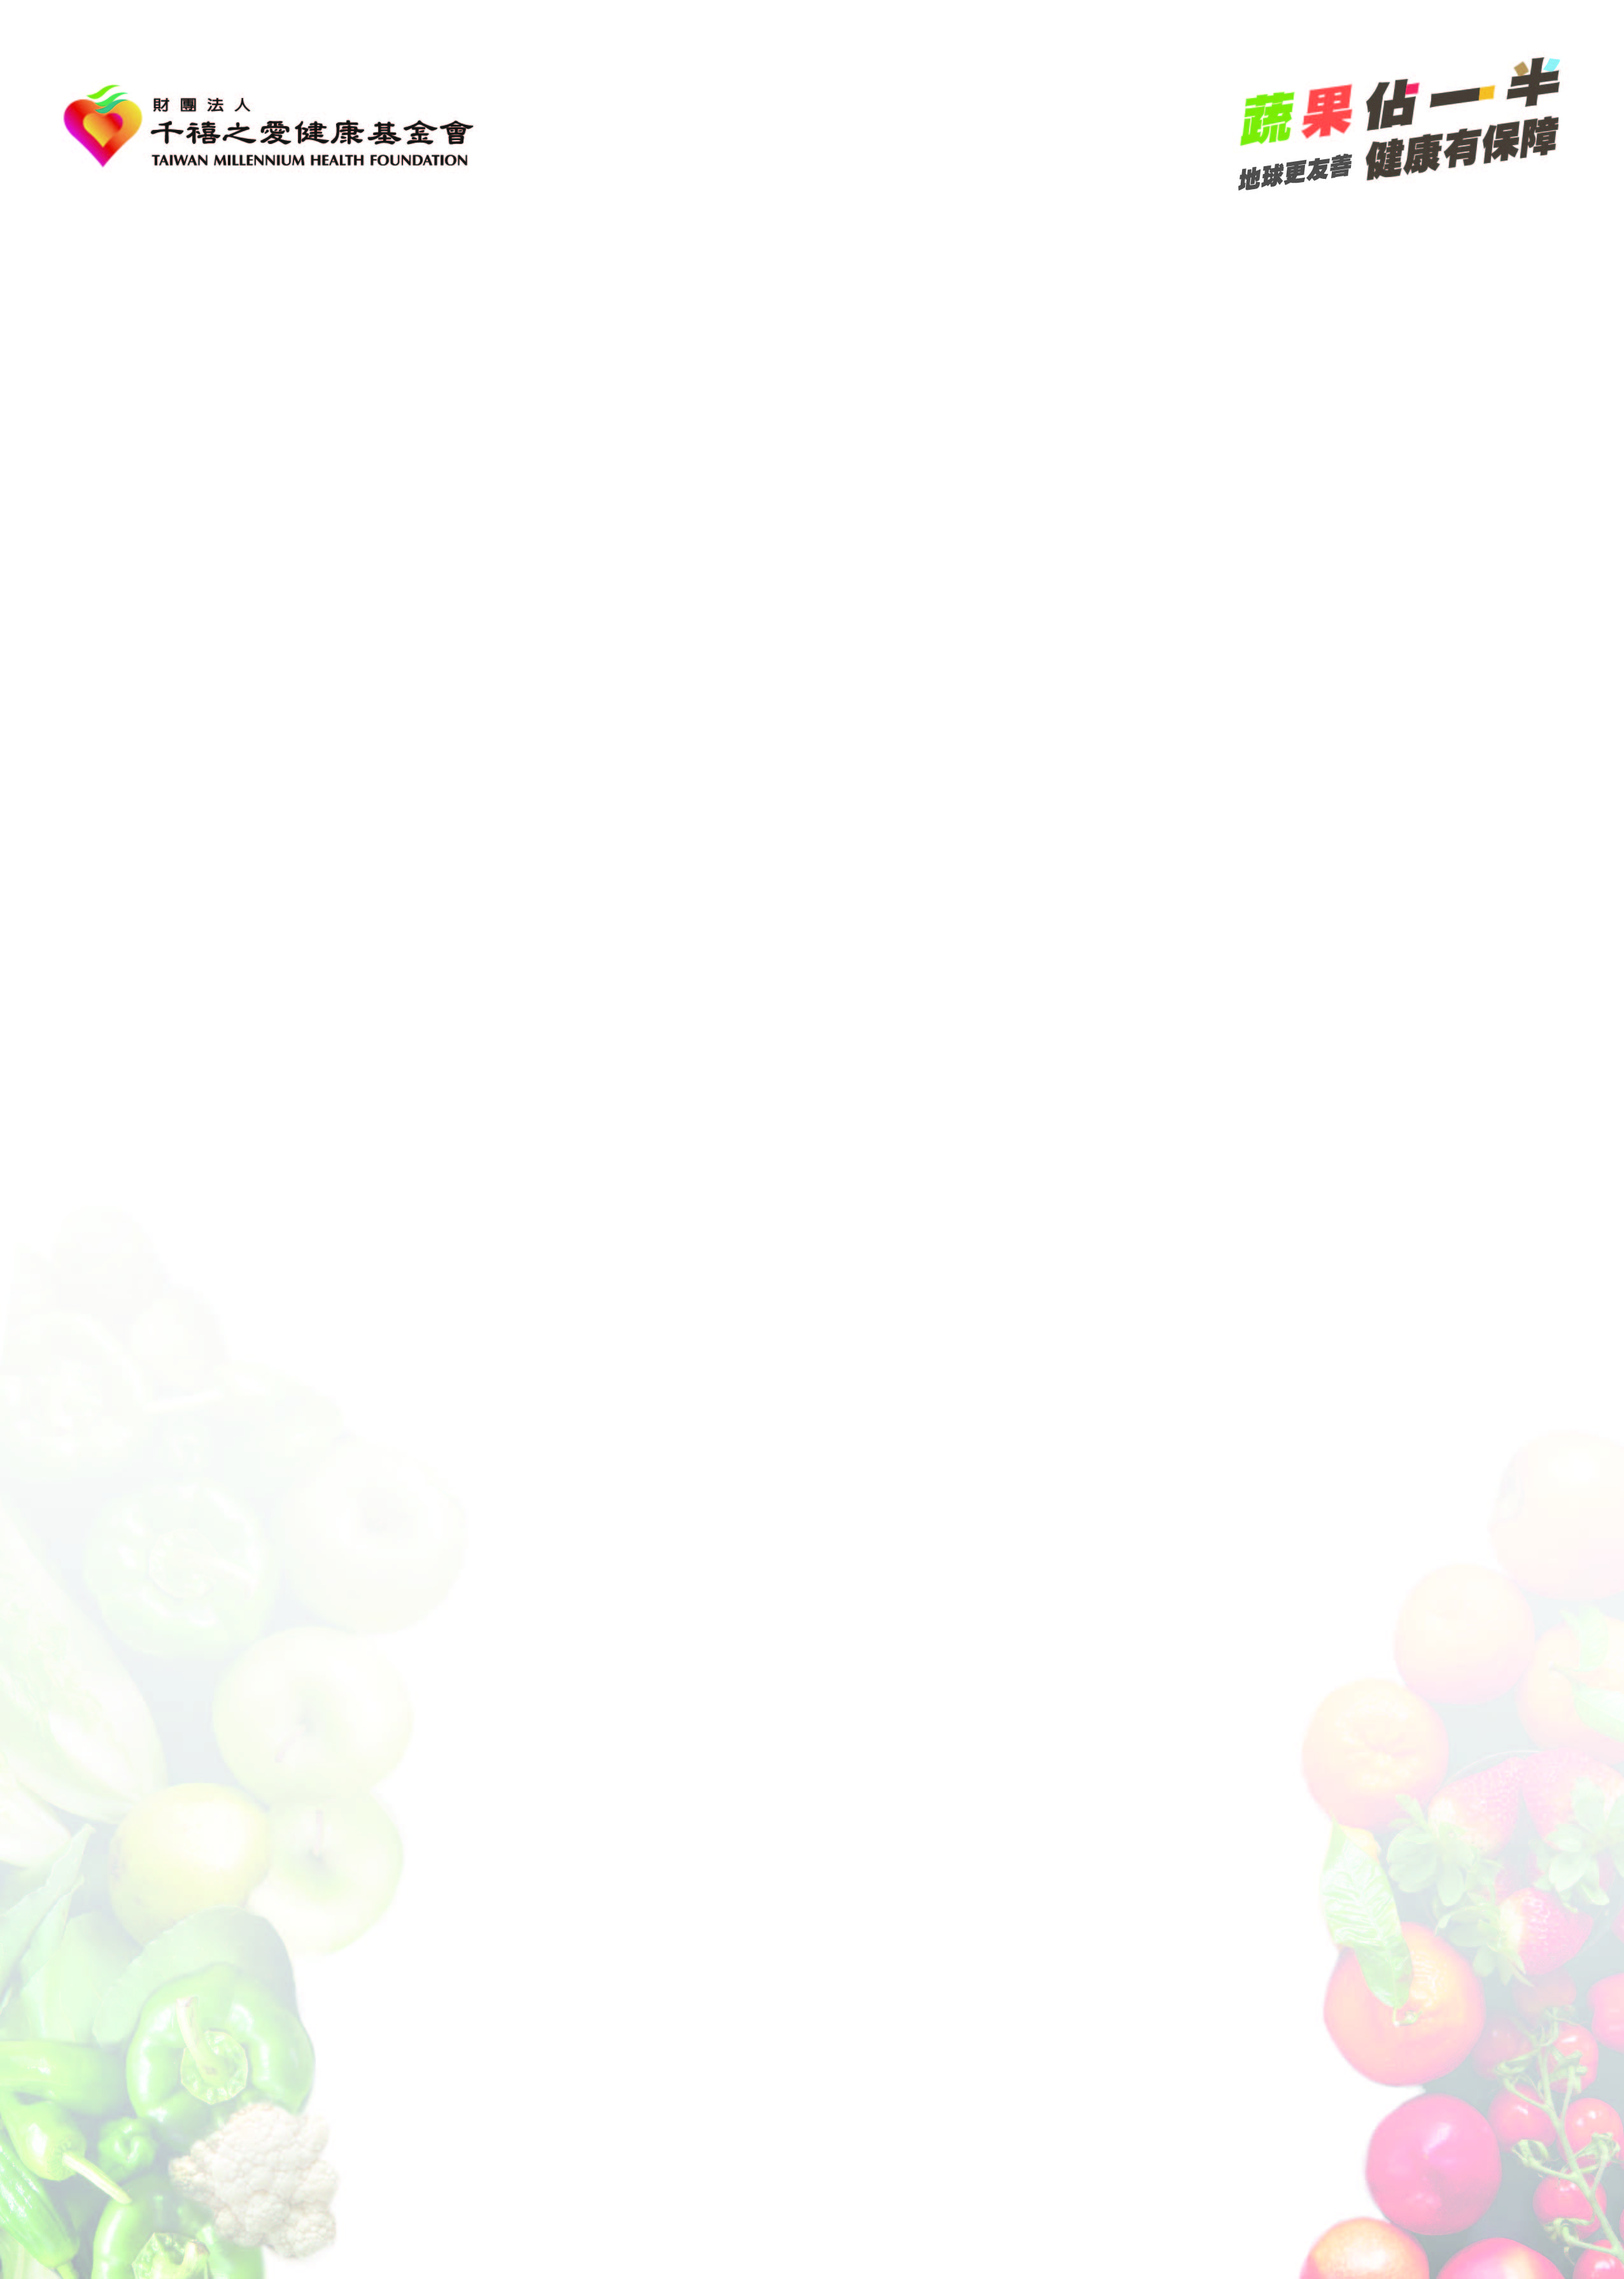 財團法人
千禧之愛健康基金會
TAIWAN MILLENNIUM HEALTH FOUNDATION
蔬果佔一半
地球更友善 健康有保障